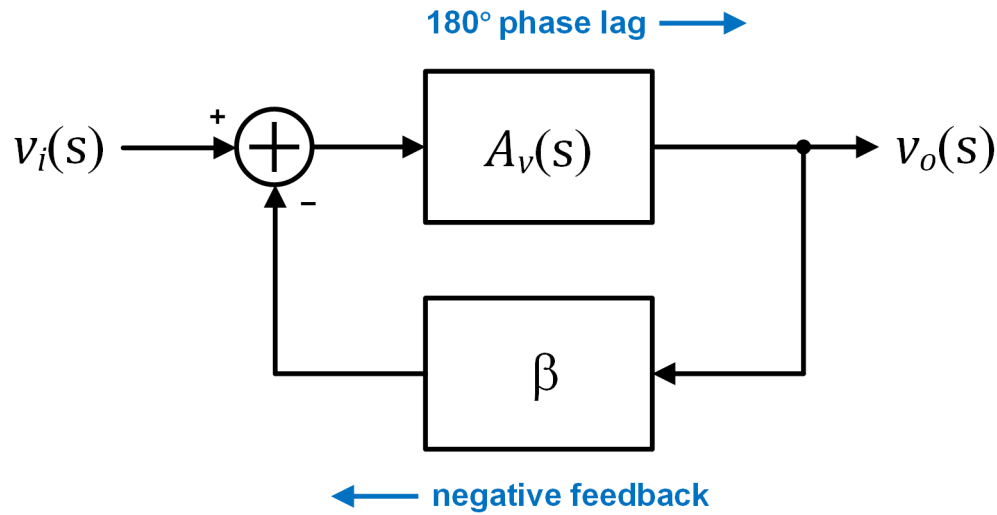 180° phase lag
+
vᵢ(s)
Aᵥ(s)
vₒ(s)
−
β
negative feedback